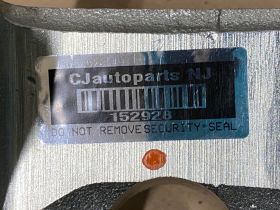 CJautoparts NJ
152928
DO NOT REMOVE SECURITY SEAL